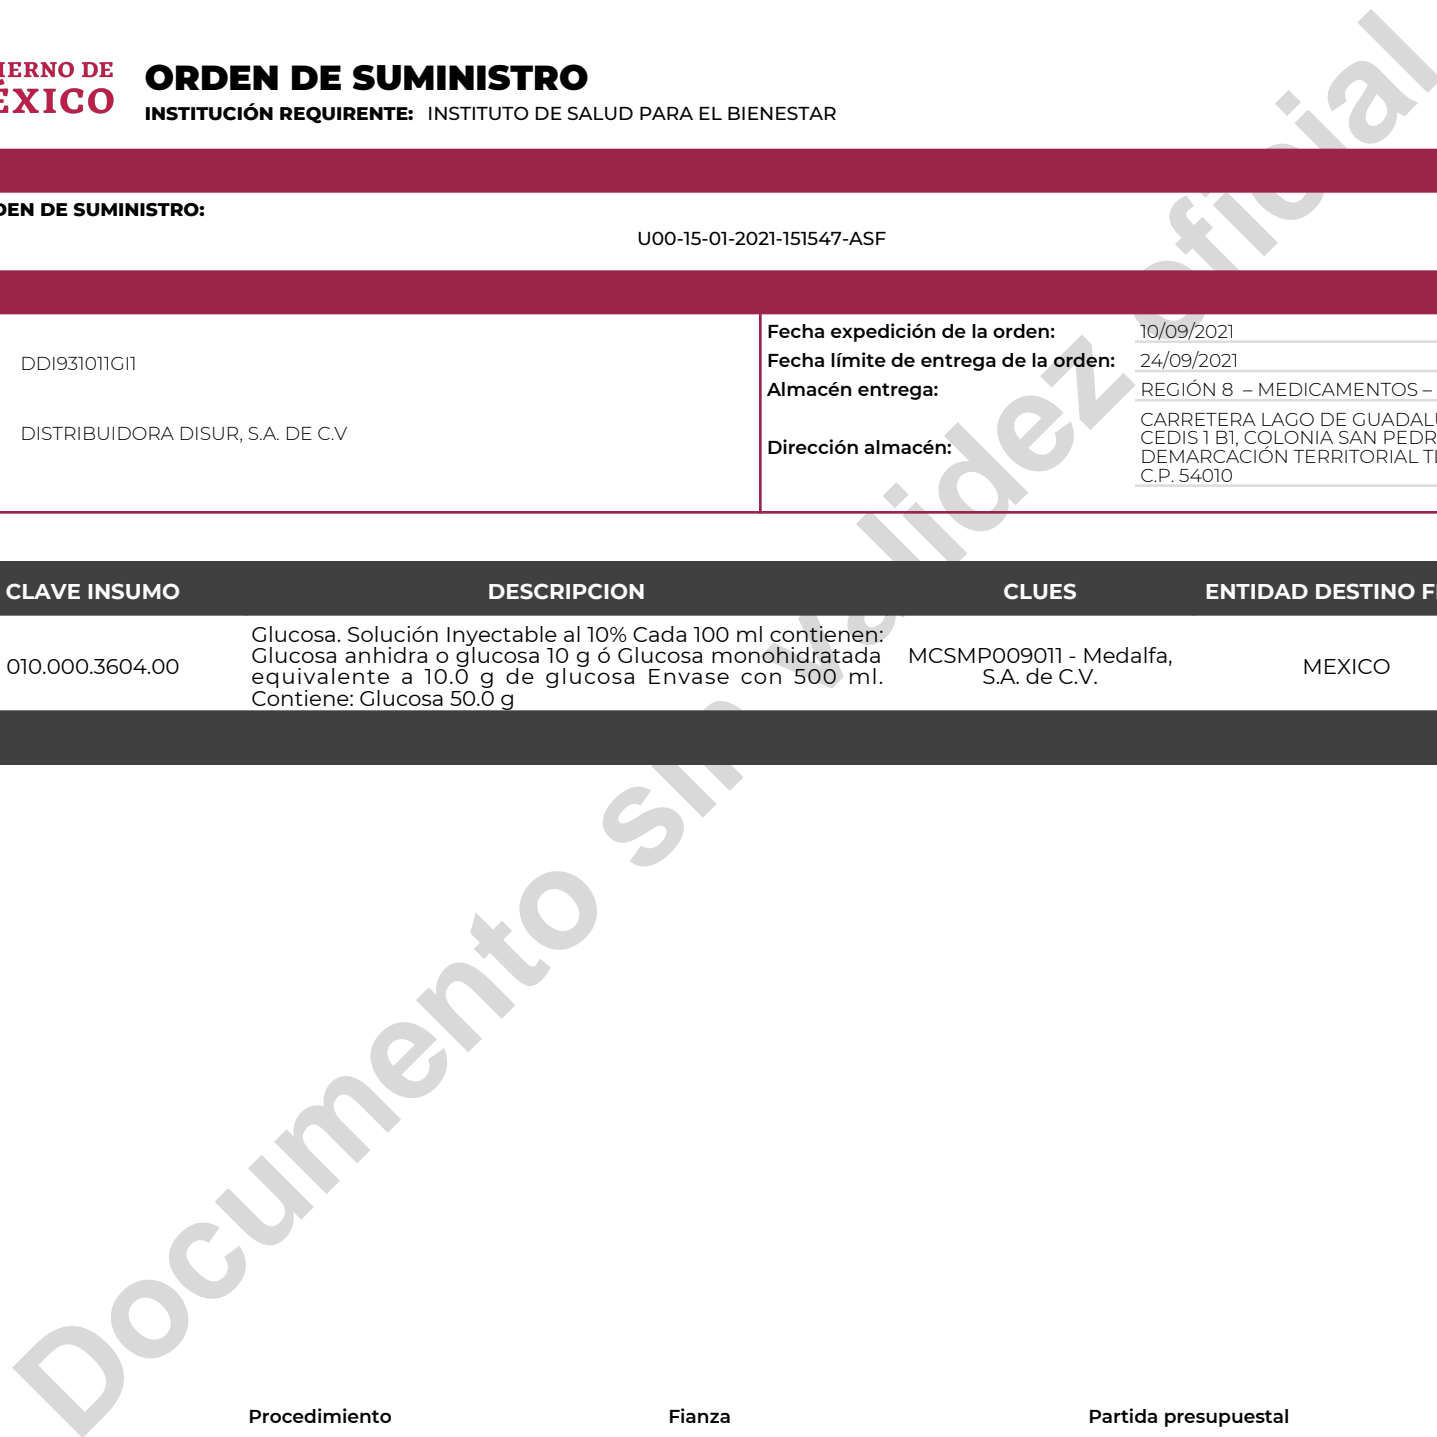 IERNO DE
ÉXICO
ORDEN DE SUMINISTRO
INSTITUCIÓN REQUIRENTE: INSTITUTO DE SALUD PARA EL BIENESTAR
DEN DE SUMINISTRO:
U00-15-01-2021-151547-ASF
DDI931011GI1
DISTRIBUIDORA DISUR, S.A. DE C.V
Fecha expedición de la orden: 10/09/2021
Fecha límite de entrega de la orden: 24/09/2021
Almacén entrega: REGIÓN 8 – MEDICAMENTOS –
Dirección almacén:
CARRETERA LAGO DE GUADALU
CEDIS 1 B1, COLONIA SAN PEDR
DEMARCACIÓN TERRITORIAL TL
C.P. 54010
CLAVE INSUMO DESCRIPCION CLUES ENTIDAD DESTINO FI
010.000.3604.00
Glucosa. Solución Inyectable al 10% Cada 100 ml contienen:
Glucosa anhidra o glucosa 10 g ó Glucosa monohidratada
equivalente a 10.0 g de glucosa Envase con 500 ml.
Contiene: Glucosa 50.0 g
MCSMP009011 - Medalfa,
S.A. de C.V.
MEXICO
Procedimiento Fianza Partida presupuestal
Documento sin validez oficial